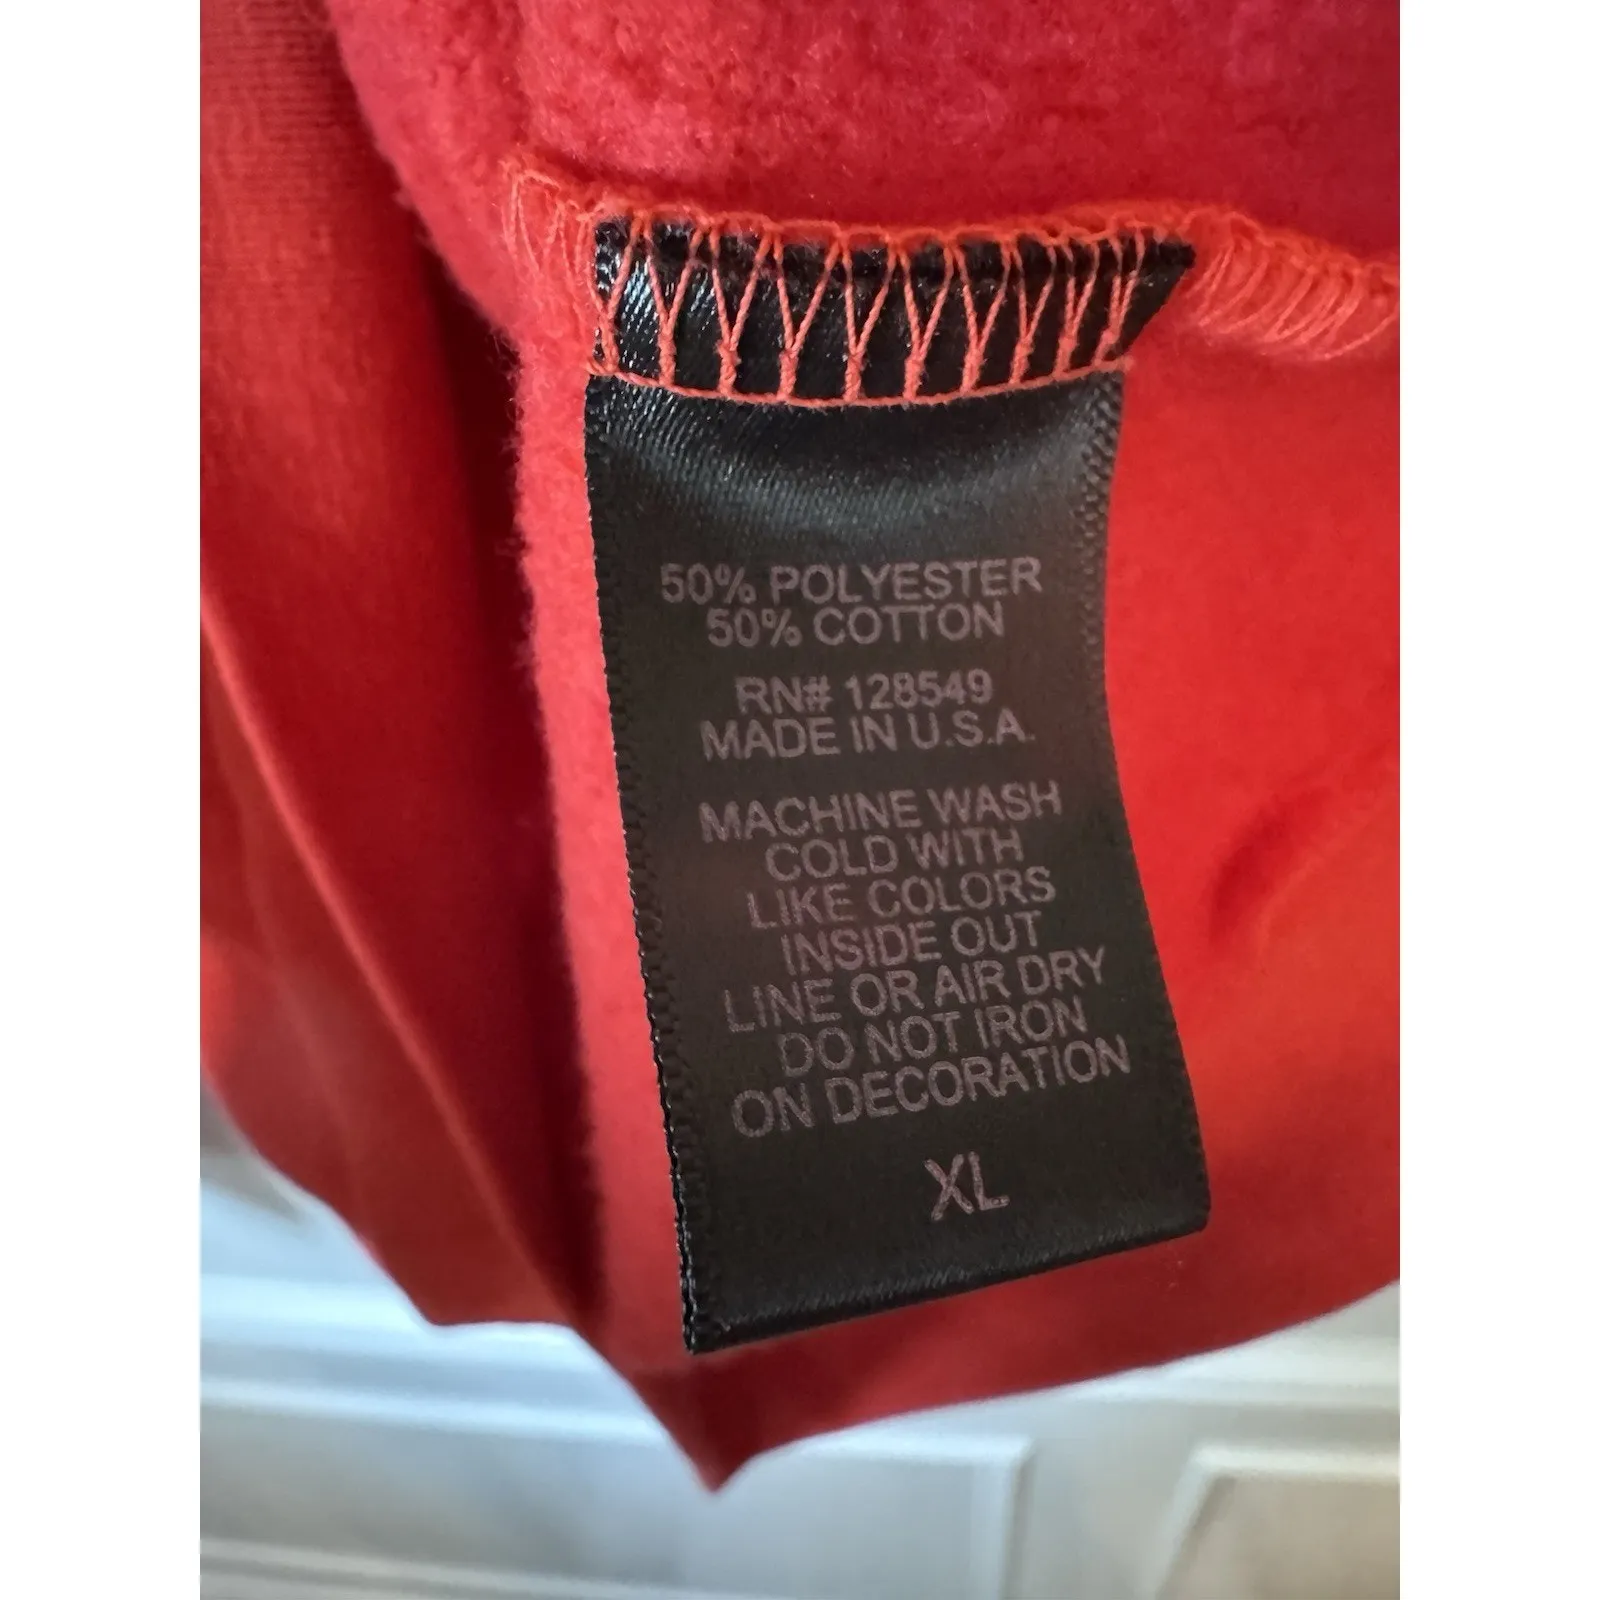 50% POLYESTER
50% COTTON
RN# 128549
MADE IN U.S.A.
MACHINE WASH
COLD WITH
LIKE COLORS
INSIDE OUT
LINE OR AIR DRY
DO NOT IRON
ON DECORATION
XL